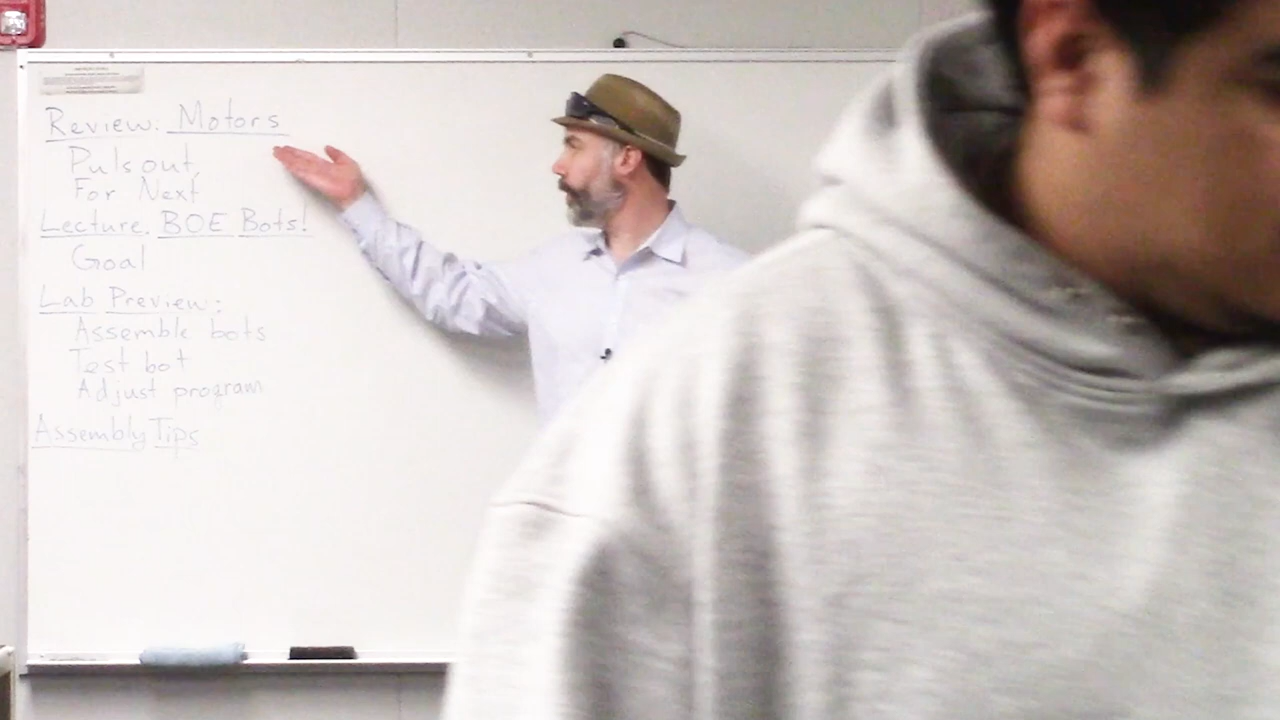 Review: Motors
Pulsout,
For Next
Lecture. BOE Bots!
Goal
Lab Preview:
Assemble bots
Test bot
Adjust program
Assembly Tips